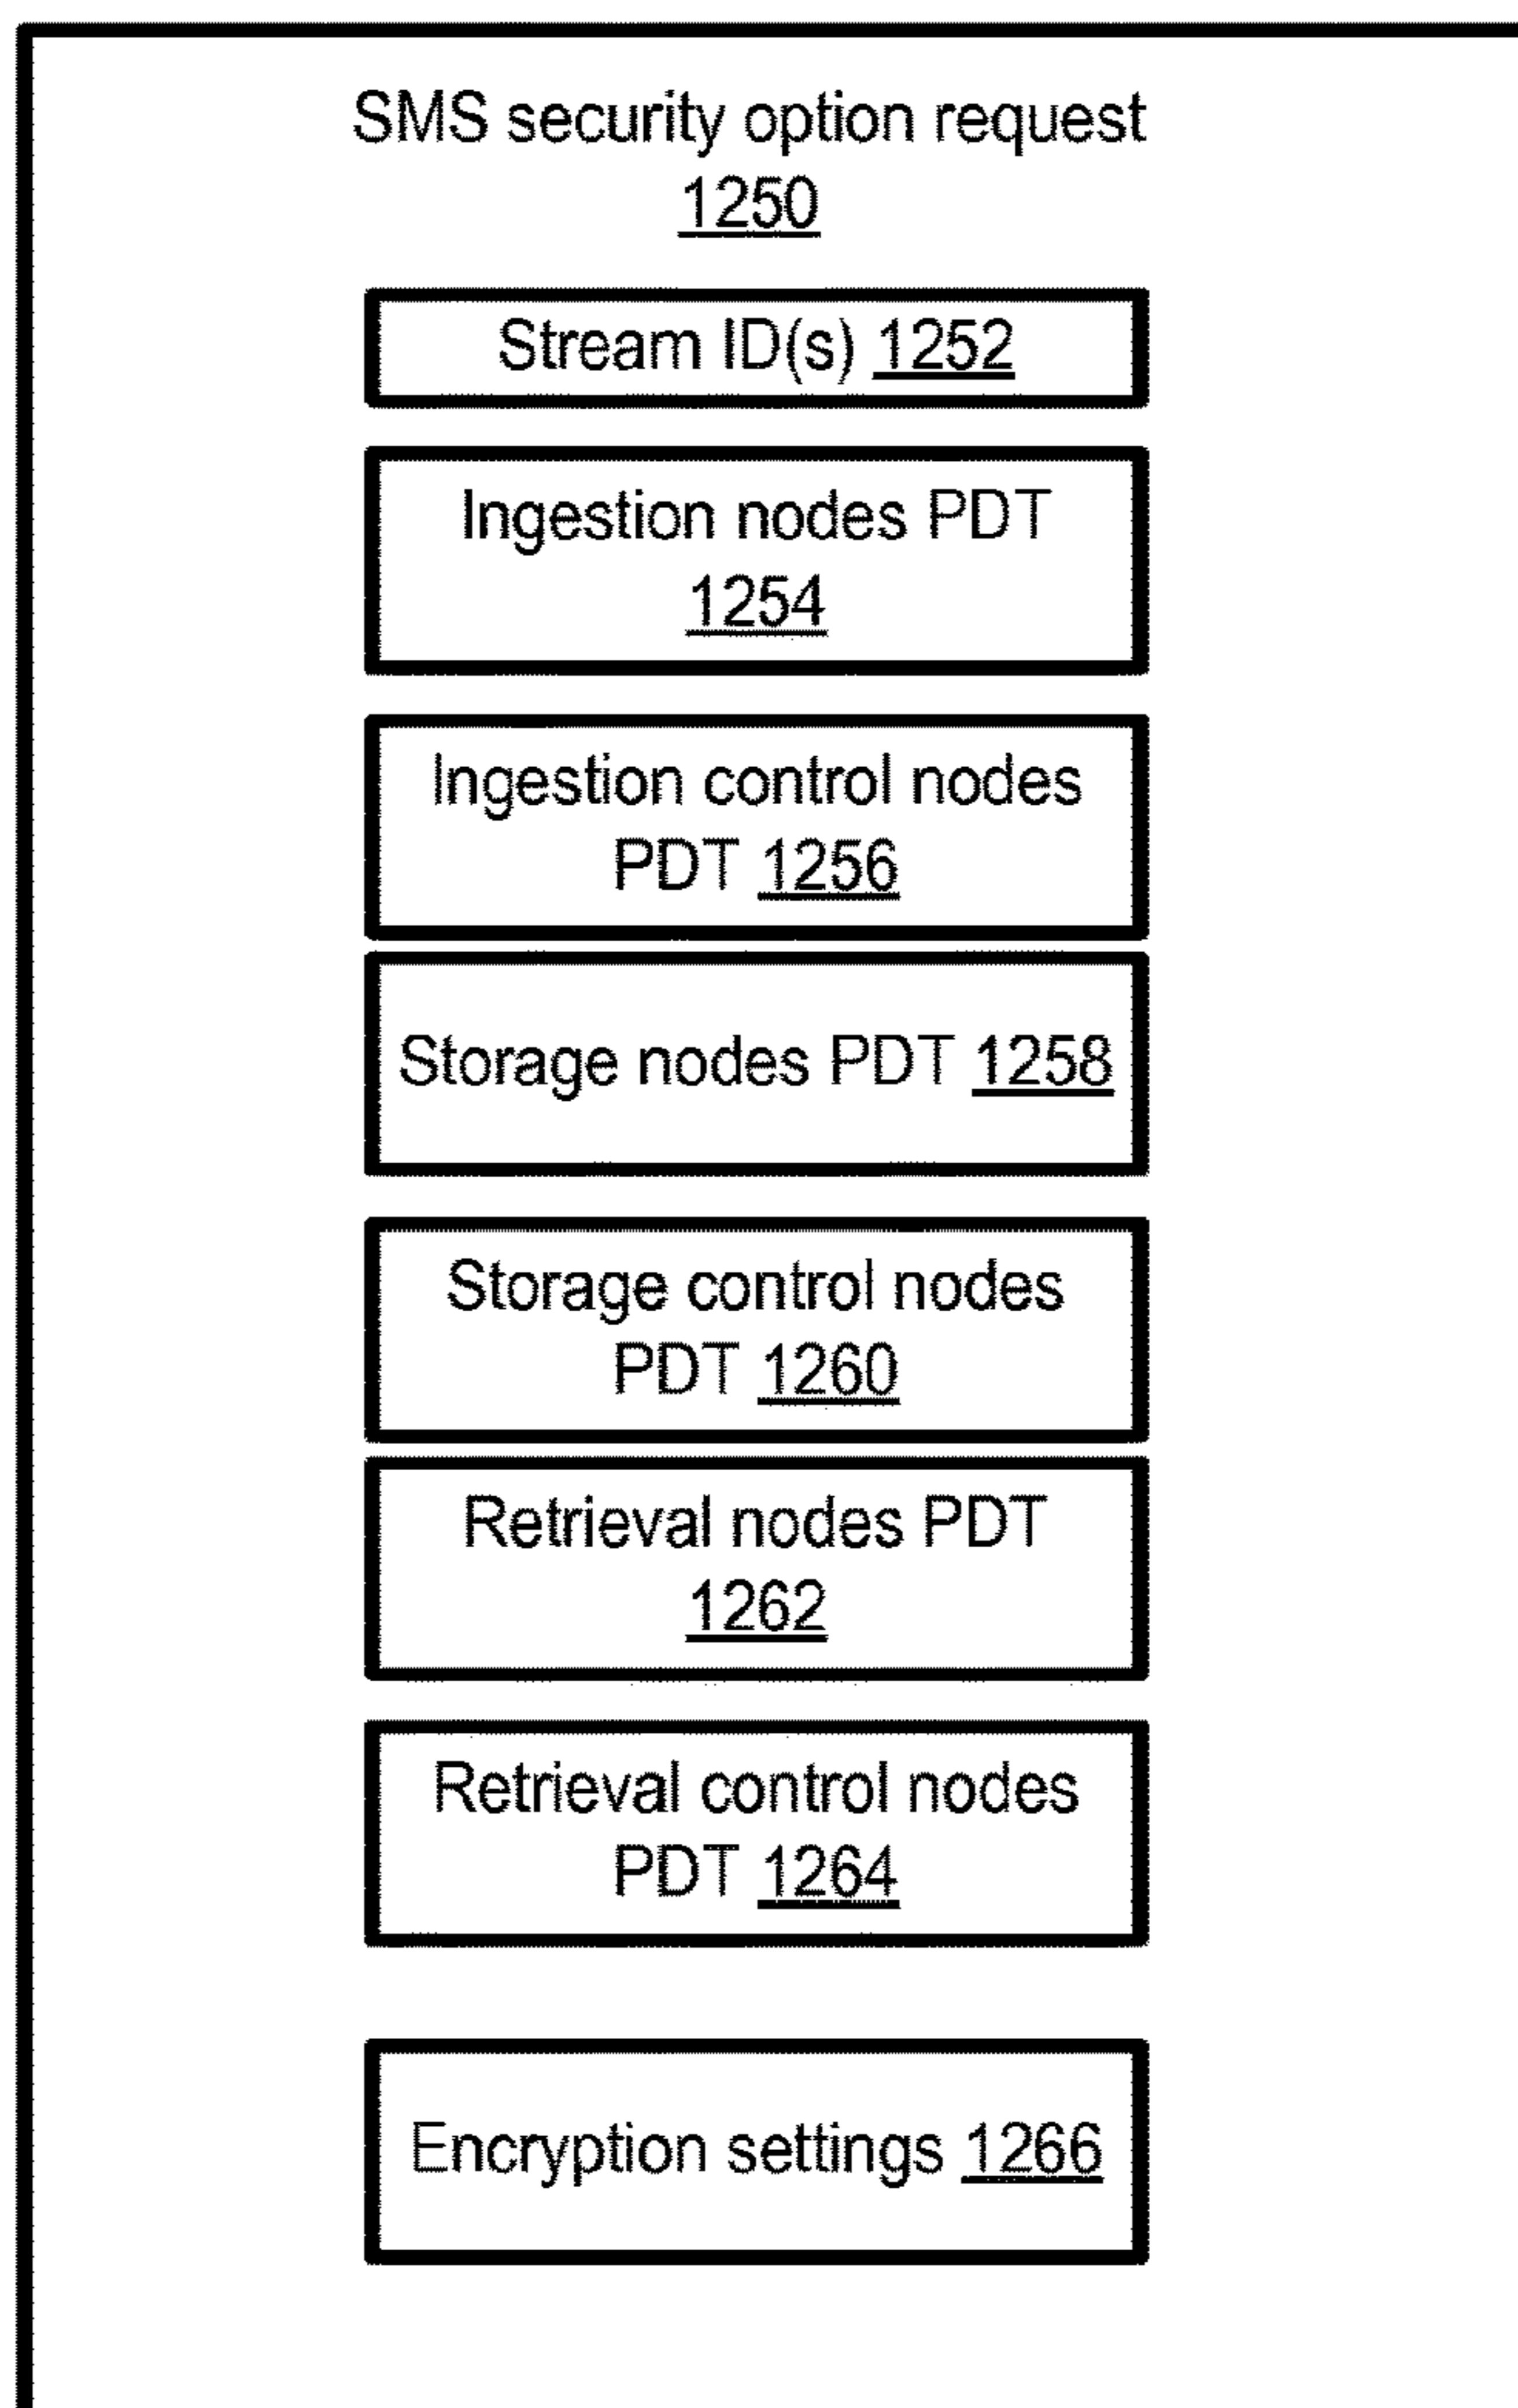 SMS security option request
1250
Stream ID(s) 1252
Ingestion nodes PDT
1254
Ingestion control nodes
PDT 1256
Storage nodes PDT 1258
Storage control nodes
PDT 1260
Retrieval nodes PDT
1262
Retrieval control nodes
PDT 1264
Encryption settings 1266